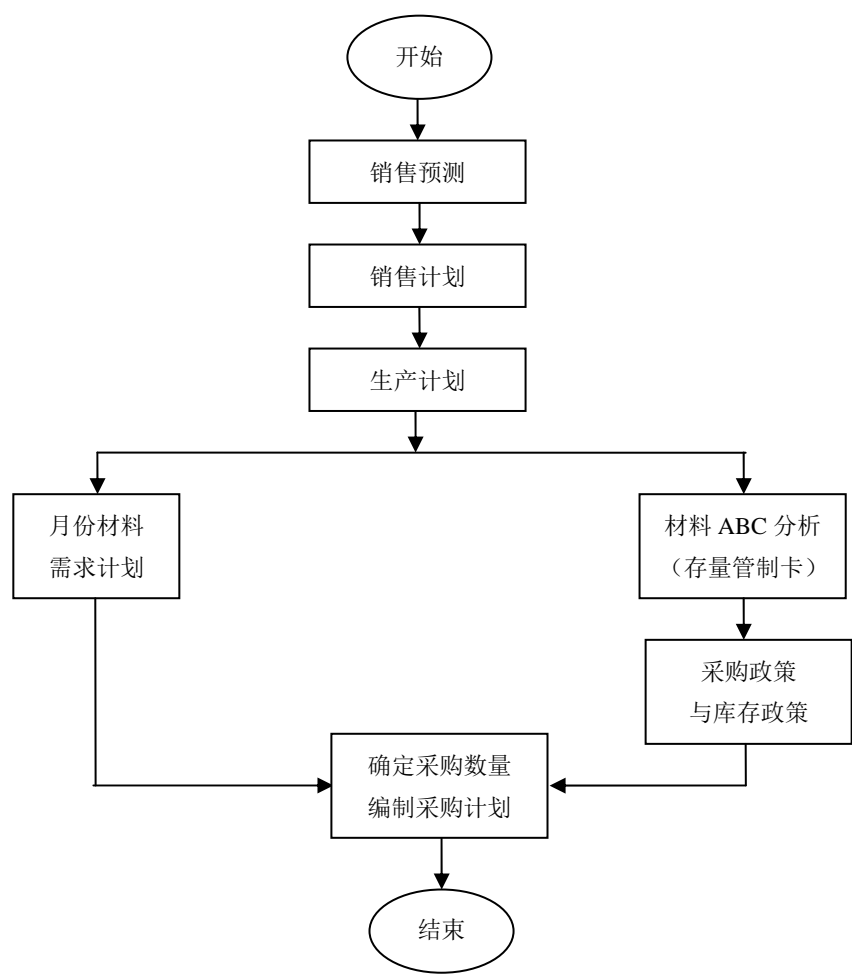 开始
销售预测
销售计划
生产计划
月份材料
需求计划
材料 ABC 分析
（存量管制卡）
采购政策
与库存政策
确定采购数量
编制采购计划
结束